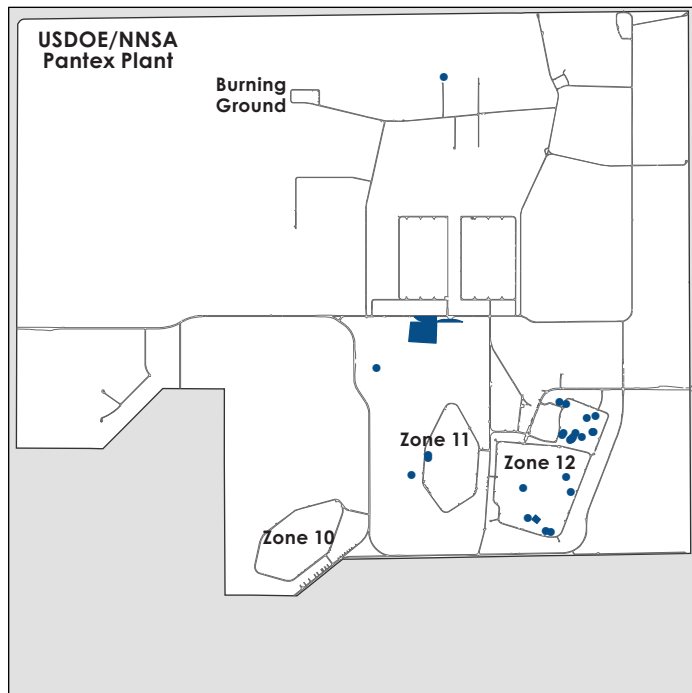 USDOE/NNSA
Pantex Plant
Burning
Ground
Zone 11
Zone 12
Zone 10